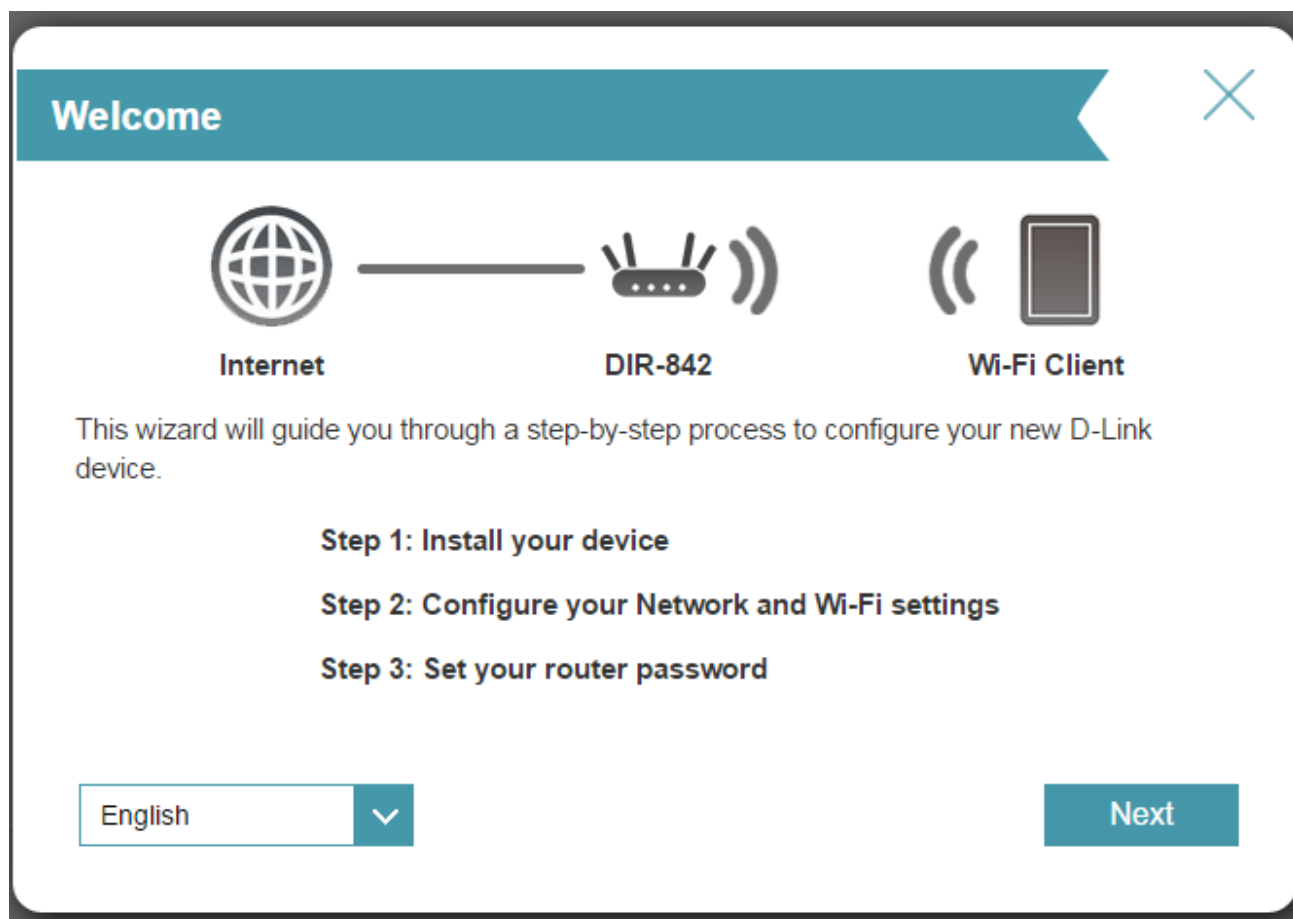 Welcome
Internet
DIR-842
Wi-Fi Client
This wizard will guide you through a step-by-step process to configure your new D-Link
device.
Step 1: Install your device
Step 2: Configure your Network and Wi-Fi settings
Step 3: Set your router password
English
Next